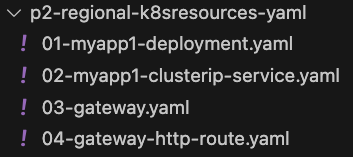 p2-regional-k8sresources-yaml
! 01-myapp1-deployment.yaml
! 02-myapp1-clusterip-service.yaml
! 03-gateway.yaml
! 04-gateway-http-route.yaml